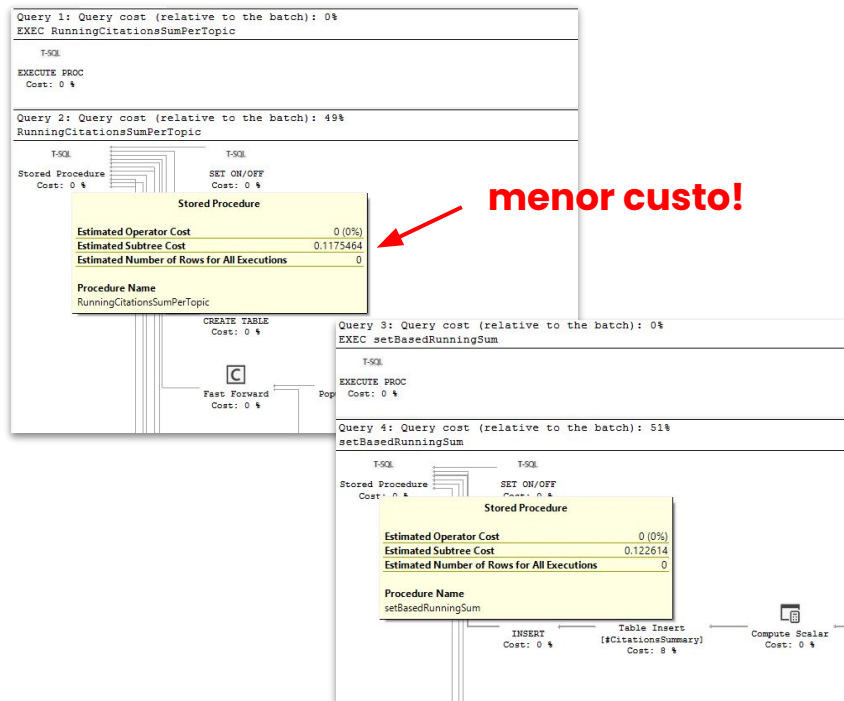 Query 1: Query cost (relative to the batch): 0%
EXEC RunningCitationsSumPerTopic
T-SQL
EXECUTE PROC
Cost: 0 %
Query 2: Query cost (relative to the batch): 49%
RunningCitationsSumPerTopic
T-SQL T-SQL
Stored Procedure SET ON/OFF
Cost: 0 % Cost: 0 %
menor custo!
Stored Procedure
Estimated Operator Cost 0 (0%)
Estimated Subtree Cost 0.1175464
Estimated Number of Rows for All Executions 0
Procedure Name
RunningCitationsSumPerTopic
CREATE TABLE
Cost: 0 %
C
Fast Forward
Cost: 0 %
Query 3: Query cost (relative to the batch): 0%
EXEC setBasedRunningSum
T-SQL
EXECUTE PROC
Cost: 0 %
Query 4: Query cost (relative to the batch): 51%
setBasedRunningSum
T-SQL T-SQL
Stored Procedure SET ON/OFF
Cost: 0 % Cost: 0 %
Stored Procedure
Estimated Operator Cost 0 (0%)
Estimated Subtree Cost 0.122614
Estimated Number of Rows for All Executions 0
Procedure Name
setBasedRunningSum
INSERT
Cost: 0 %
Table Insert
[#CitationsSummary]
Cost: 8 %
Compute Scalar
Cost: 0 %